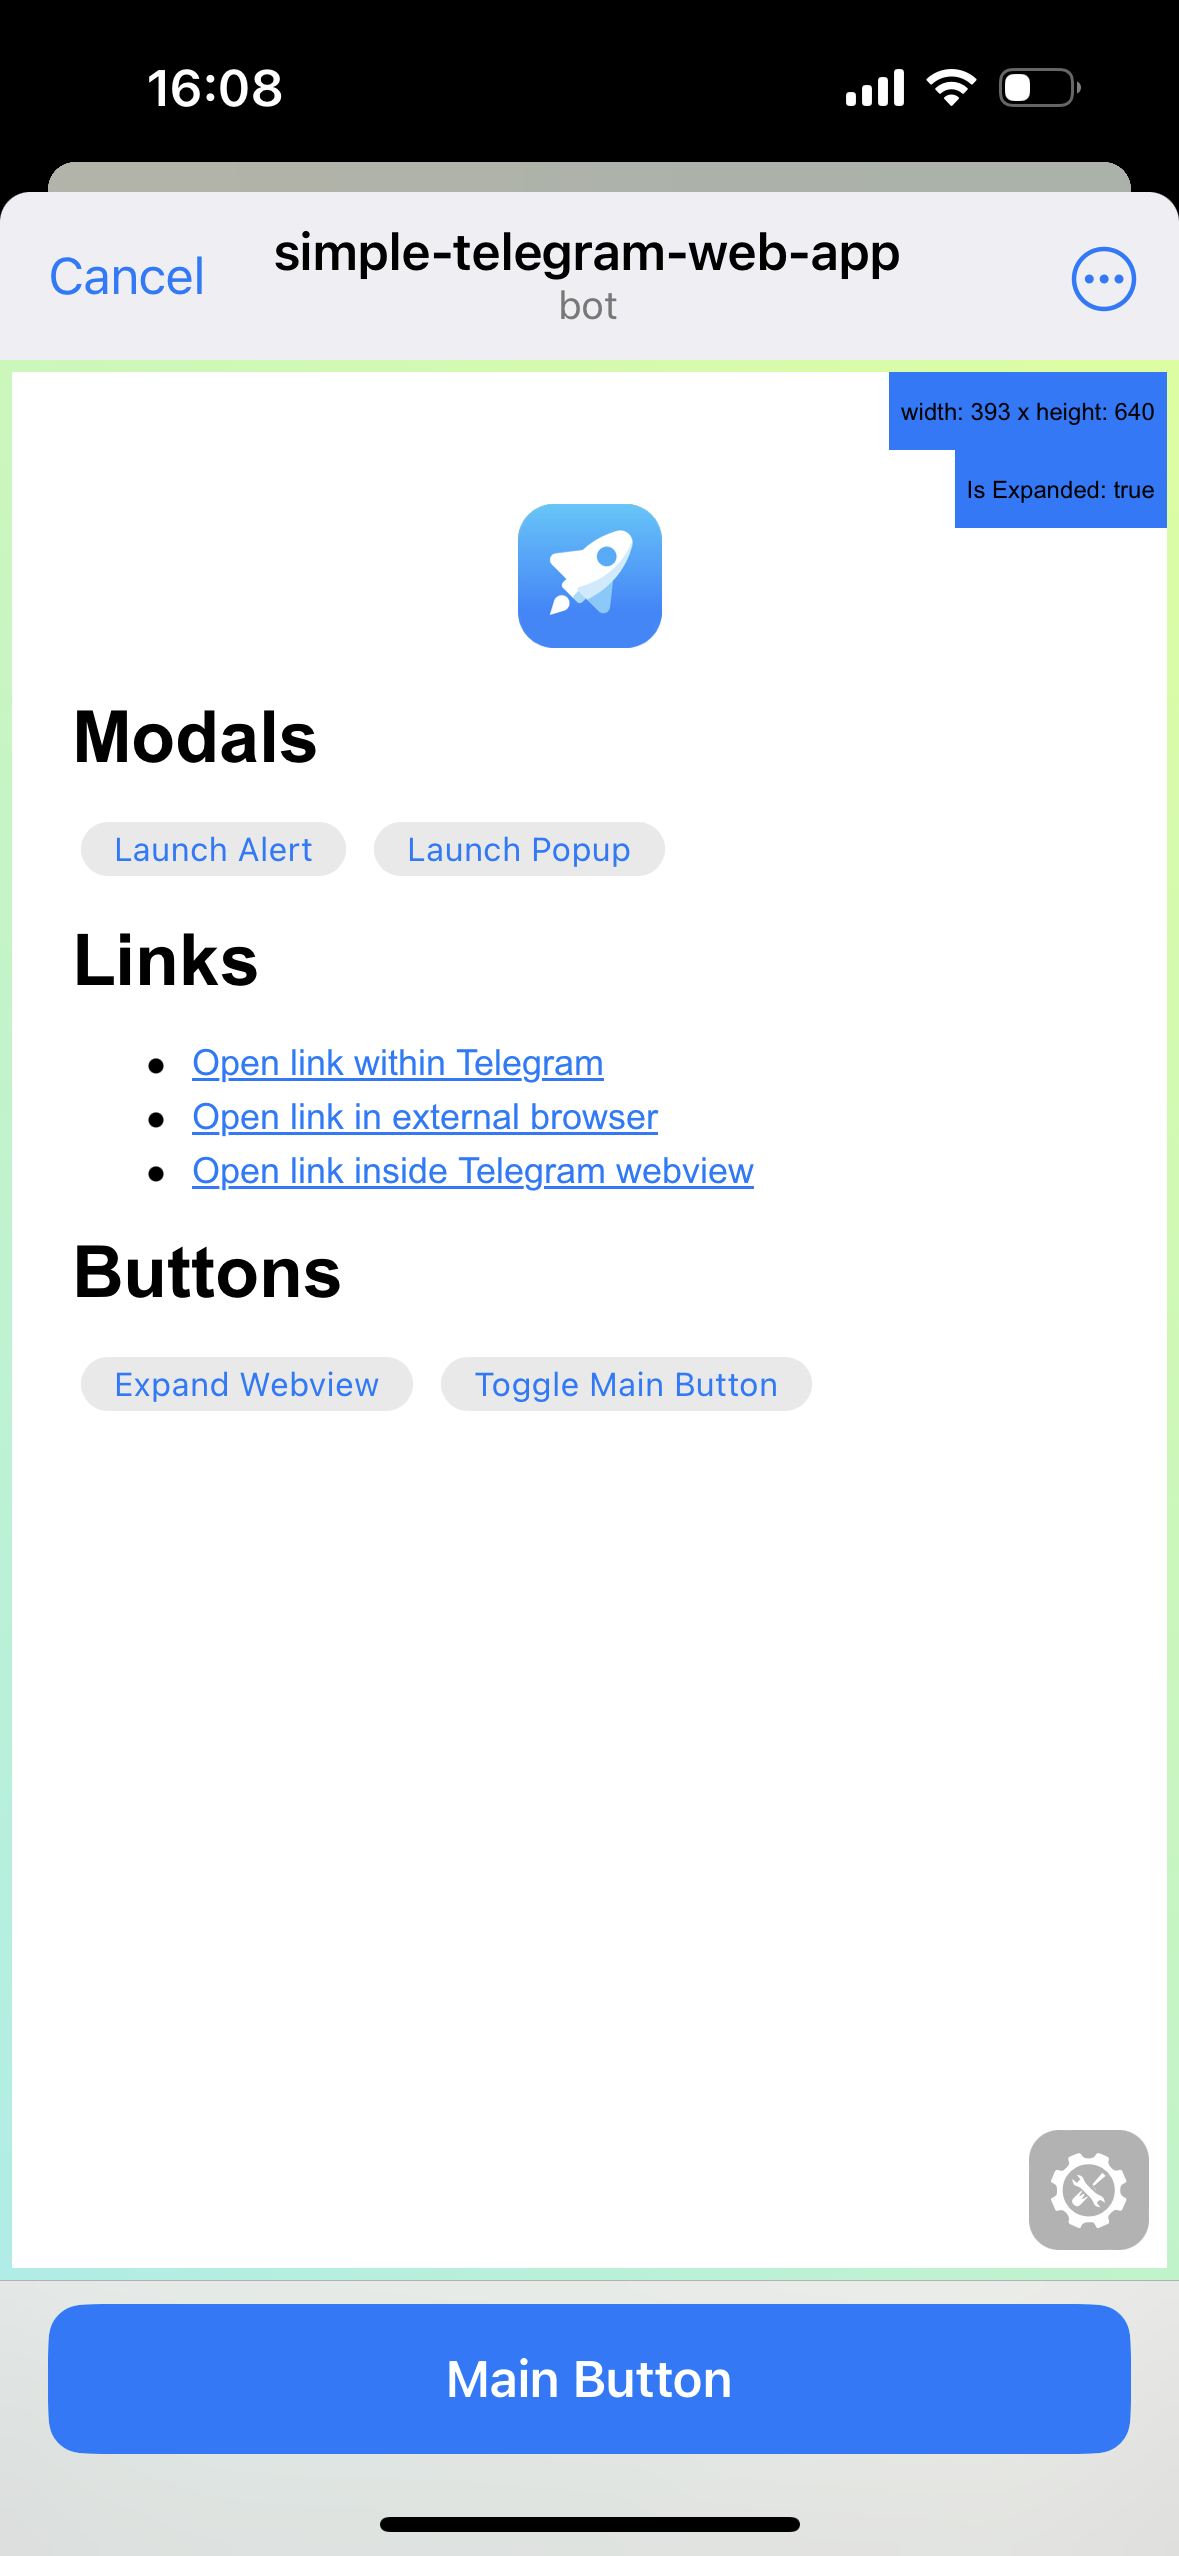 16:08
Cancel
simple-telegram-web-app
bot
width: 393 x height: 640
Is Expanded: true
Modals
Launch Alert Launch Popup
Links
Open link within Telegram
Open link in external browser
Open link inside Telegram webview
Buttons
Expand Webview Toggle Main Button
Main Button